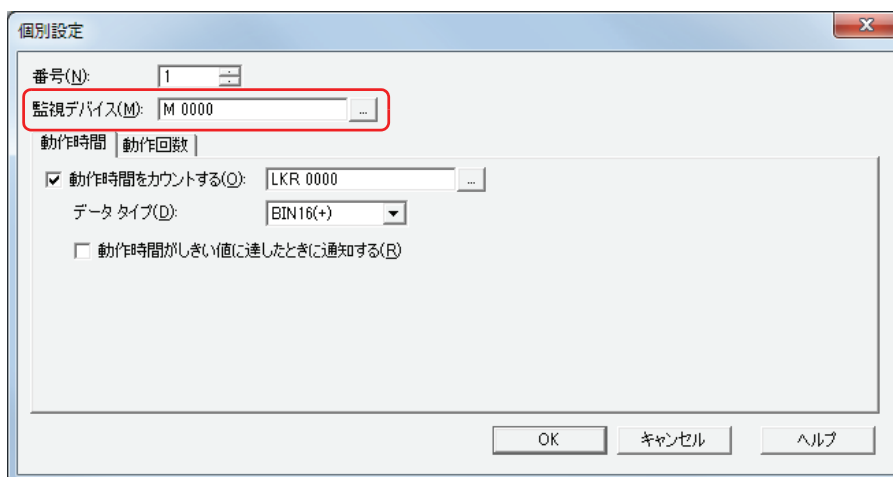 個別設定
番号(N): 1
監視デバイス(M): M 0000 ...
動作時間 動作回数
動作時間をカウントする(O): LKR 0000 ...
データ タイプ(D): BIN16(+)
動作時間がしきい値に達したときに通知する(R)
OK キャンセル ヘルプ